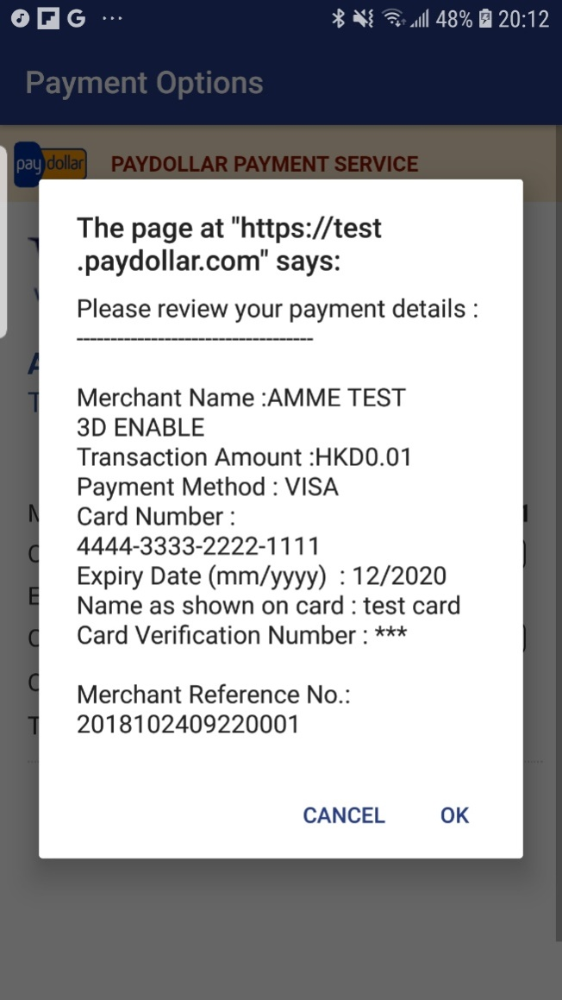 48% 20:12
Payment Options
pay dollar PAYDOLLAR PAYMENT SERVICE
The page at "https://test
.paydollar.com" says:
Please review your payment details :
-----------------------------------
Merchant Name :AMME TEST
3D ENABLE
Transaction Amount :HKD0.01
Payment Method : VISA
Card Number :
4444-3333-2222-1111
Expiry Date (mm/yyyy)  : 12/2020
Name as shown on card : test card
Card Verification Number : ***
Merchant Reference No.:
2018102409220001
CANCEL OK